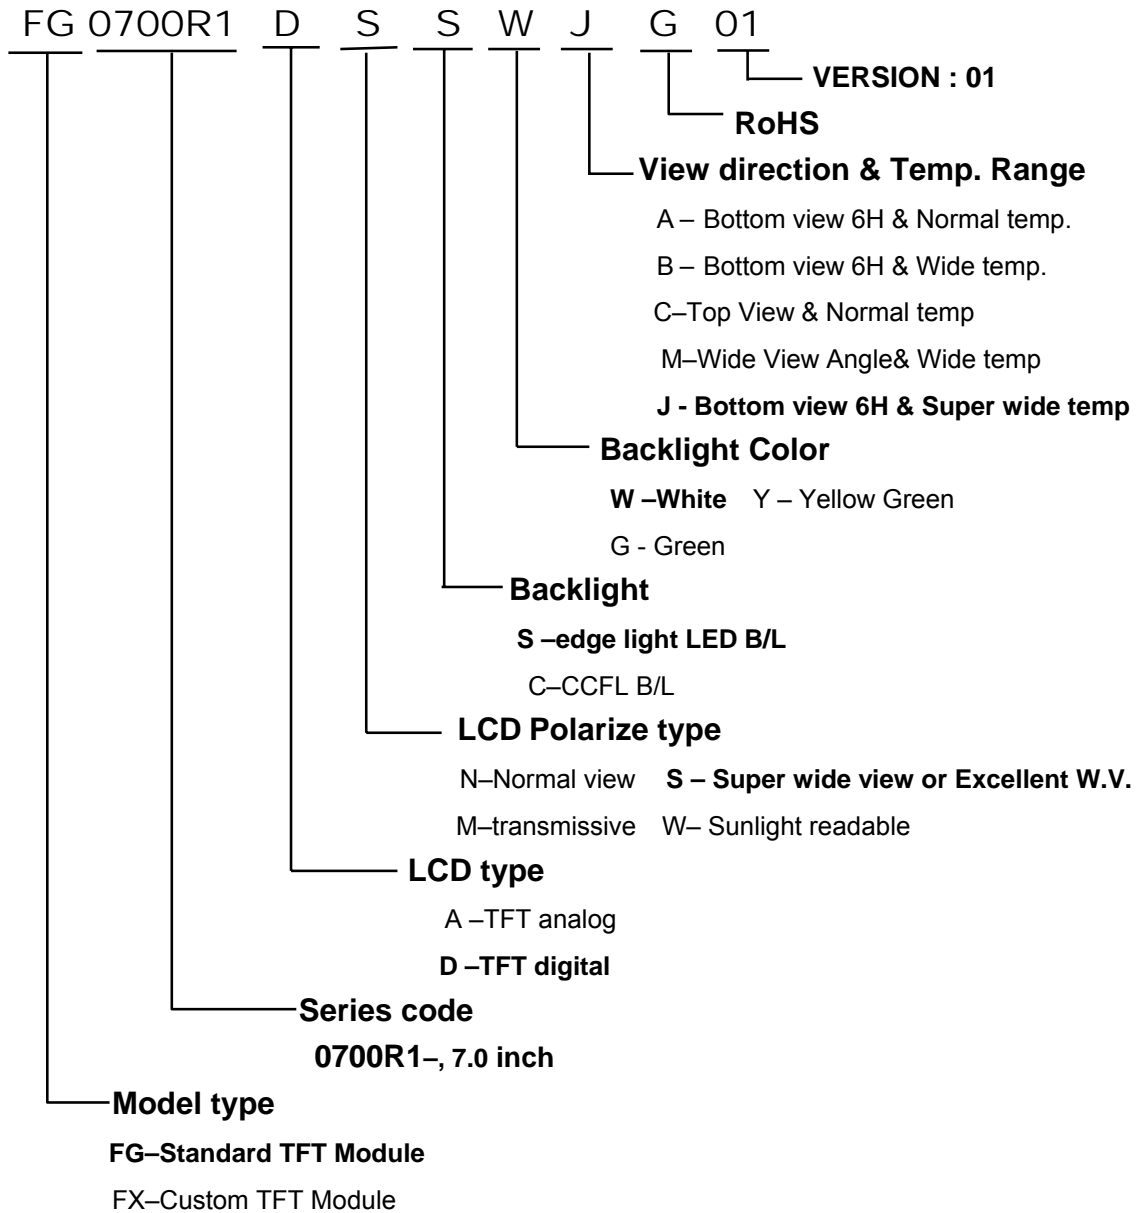 FG 0700R1 D S S W J G 01
VERSION : 01
RoHS
View direction & Temp. Range
A – Bottom view 6H & Normal temp.
B – Bottom view 6H & Wide temp.
C–Top View & Normal temp
M–Wide View Angle& Wide temp
J - Bottom view 6H & Super wide temp
Backlight Color
W –White Y – Yellow Green
G - Green
Backlight
S –edge light LED B/L
C–CCFL B/L
LCD Polarize type
N–Normal view S – Super wide view or Excellent W.V.
M–transmissive W– Sunlight readable
LCD type
A –TFT analog
D –TFT digital
Series code
0700R1–, 7.0 inch
Model type
FG–Standard TFT Module
FX–Custom TFT Module